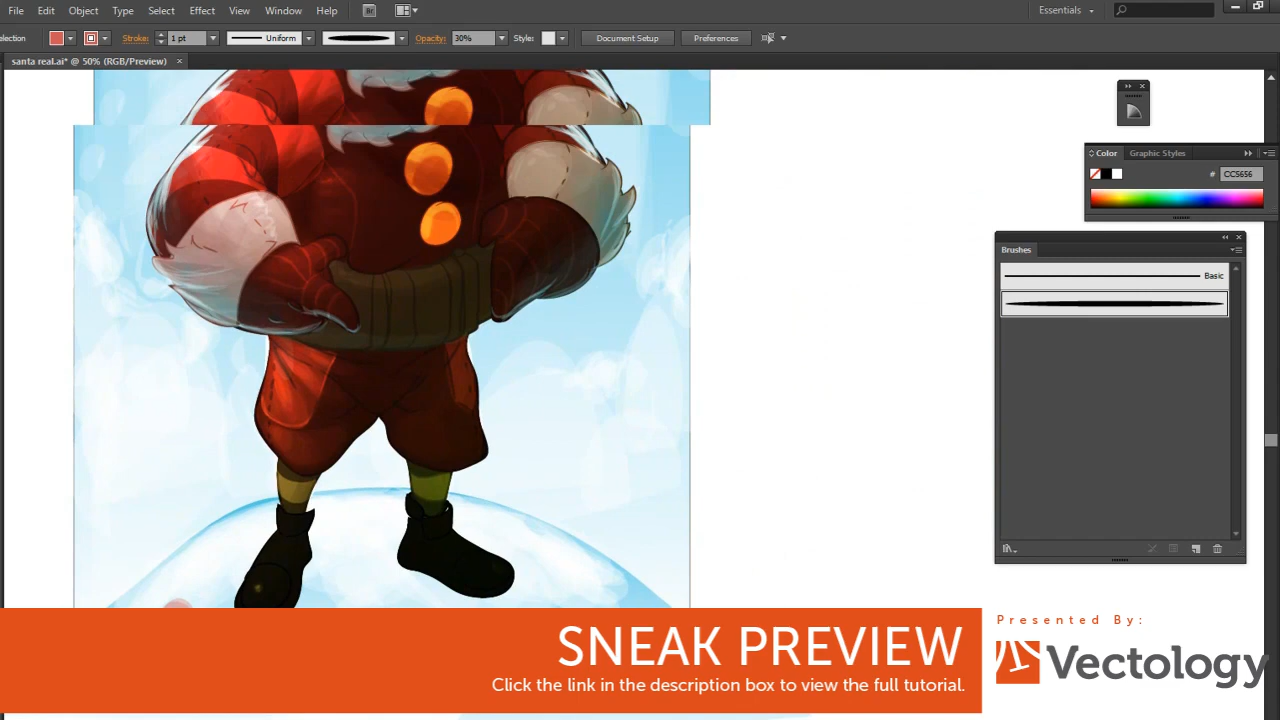 File Edit Object Type Select Effect View Window Help Br Essentials
election Stroke: 1 pt Uniform Opacity: 30% Style: Document Setup Preferences
santa real.ai* @ 50% (RGB/Preview) ×
Color Graphic Styles
# CC5656
Brushes
Basic
SNEAK PREVIEW
Click the link in the description box to view the full tutorial.
Presented By:
Vectology